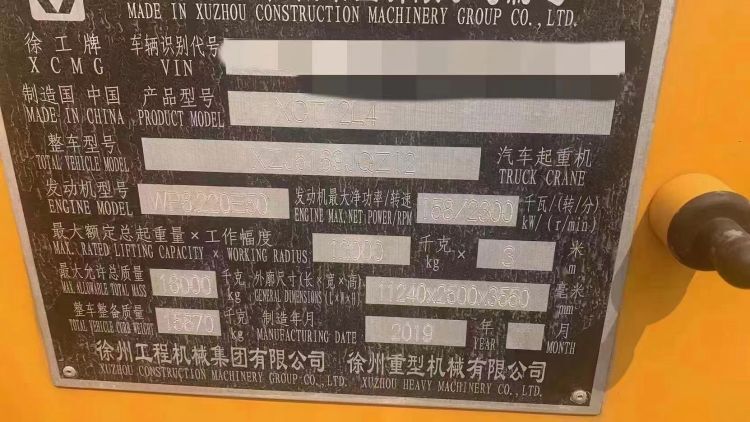 MADE IN XUZHOU CONSTRUCTION MACHINERY GROUP CO.,LTD.
徐工牌 车辆识别代号
XCMG VIN
制造国 中国 产品型号
MADE IN CHINA PRODUCT MODEL
整车型号 汽车起重机
TOTAL VEHICLE MODEL TRUCK CRANE
发动机型号 发动机最大净功率/转速 158/2300 千瓦/(转/分)
ENGINE MODEL ENGINE MAX.NET POWER/RPM kW/(r/min)
最大额定总起重量×工作幅度 千克 × 3 米
MAX. RATED LIFTING CAPACITY × WORKING RADIUS kg m
最大允许总质量 16000 千克 外廓尺寸(长×宽×高) 毫米
MAX. ALLOWABLE TOTAL MASS kg GENERAL DIMENSIONS (L×W×H) mm
整车整备质量 15870 千克 制造年月 2019 年 月
TOTAL VEHICLE CURB WEIGHT kg MANUFACTURING DATE YEAR MONTH
徐州工程机械集团有限公司 徐州重型机械有限公司
XUZHOU CONSTRUCTION MACHINERY GROUP CO.,LTD. XUZHOU HEAVY MACHINERY CO.,LTD.